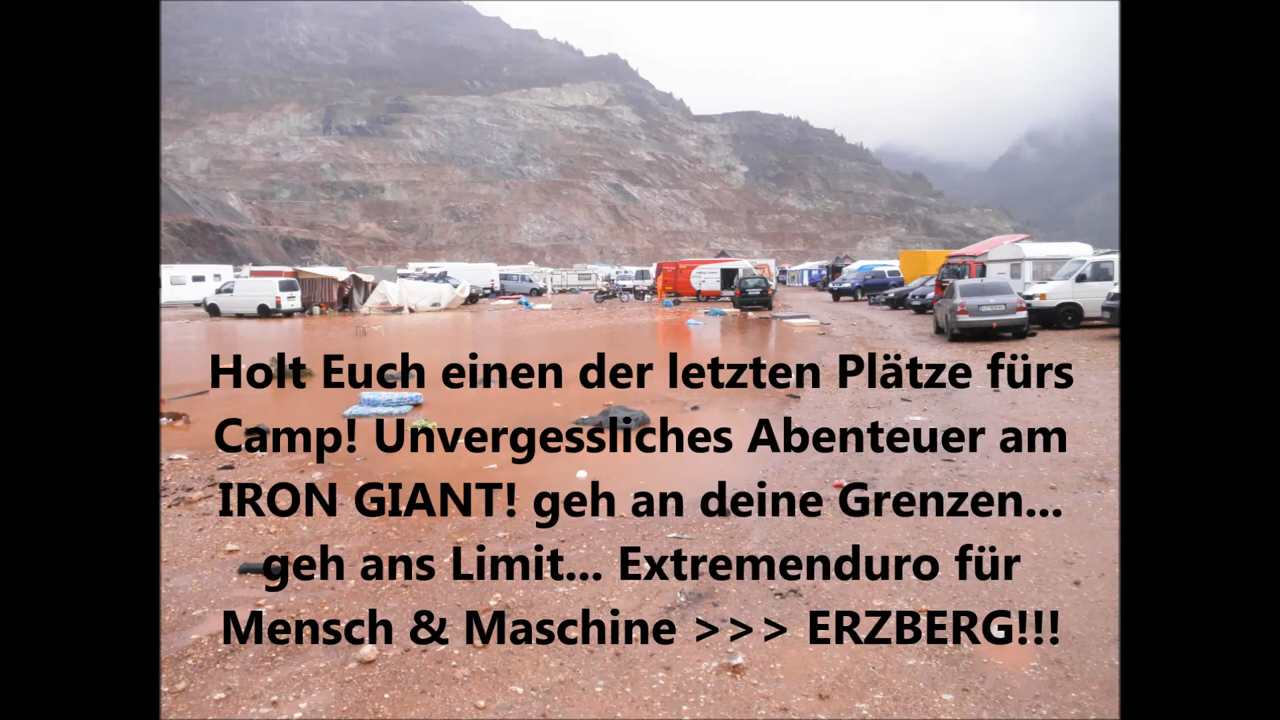 Holt Euch einen der letzten Plätze fürs
Camp! Unvergessliches Abenteuer am
IRON GIANT! geh an deine Grenzen...
geh ans Limit... Extremenduro für
Mensch & Maschine >>> ERZBERG!!!